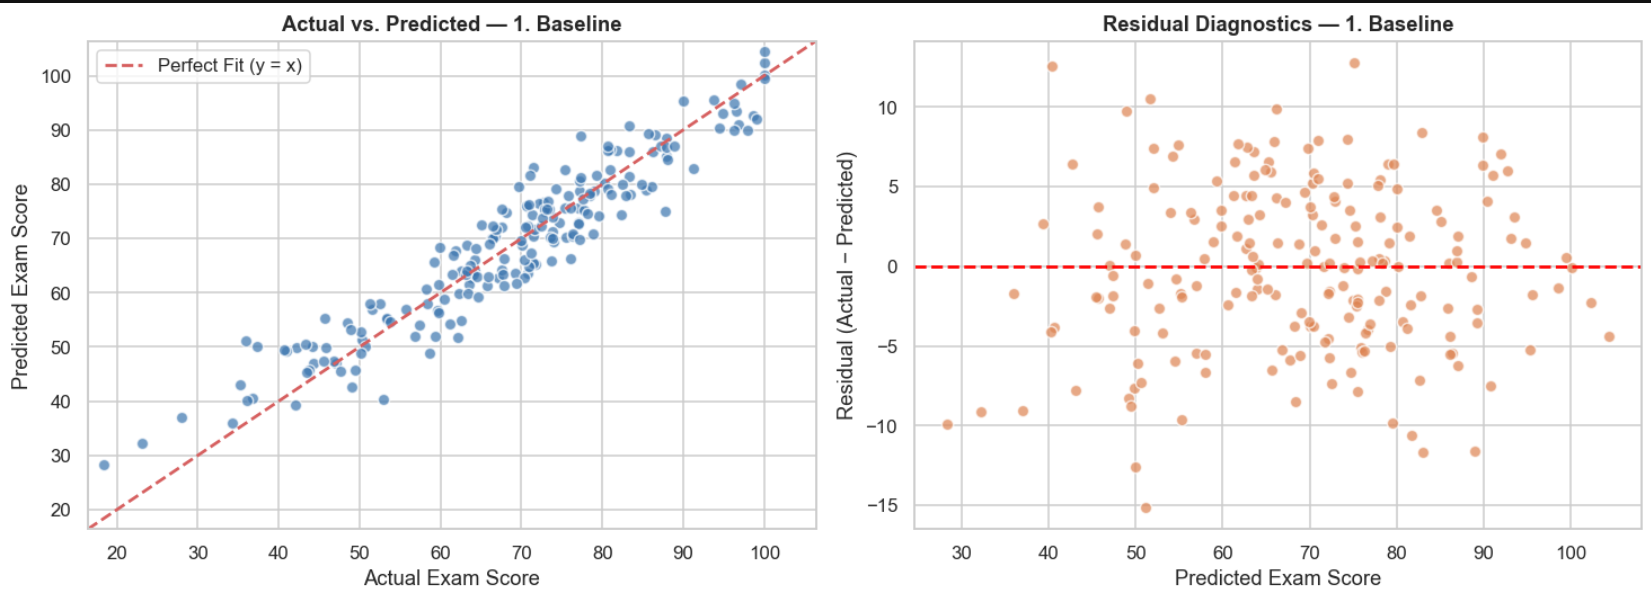 Actual vs. Predicted — 1. Baseline
Perfect Fit (y = x)
100
90
80
70
60
50
40
30
20
Predicted Exam Score
20 30 40 50 60 70 80 90 100
Actual Exam Score
Residual Diagnostics — 1. Baseline
10
5
0
−5
−10
−15
Residual (Actual − Predicted)
30 40 50 60 70 80 90 100
Predicted Exam Score